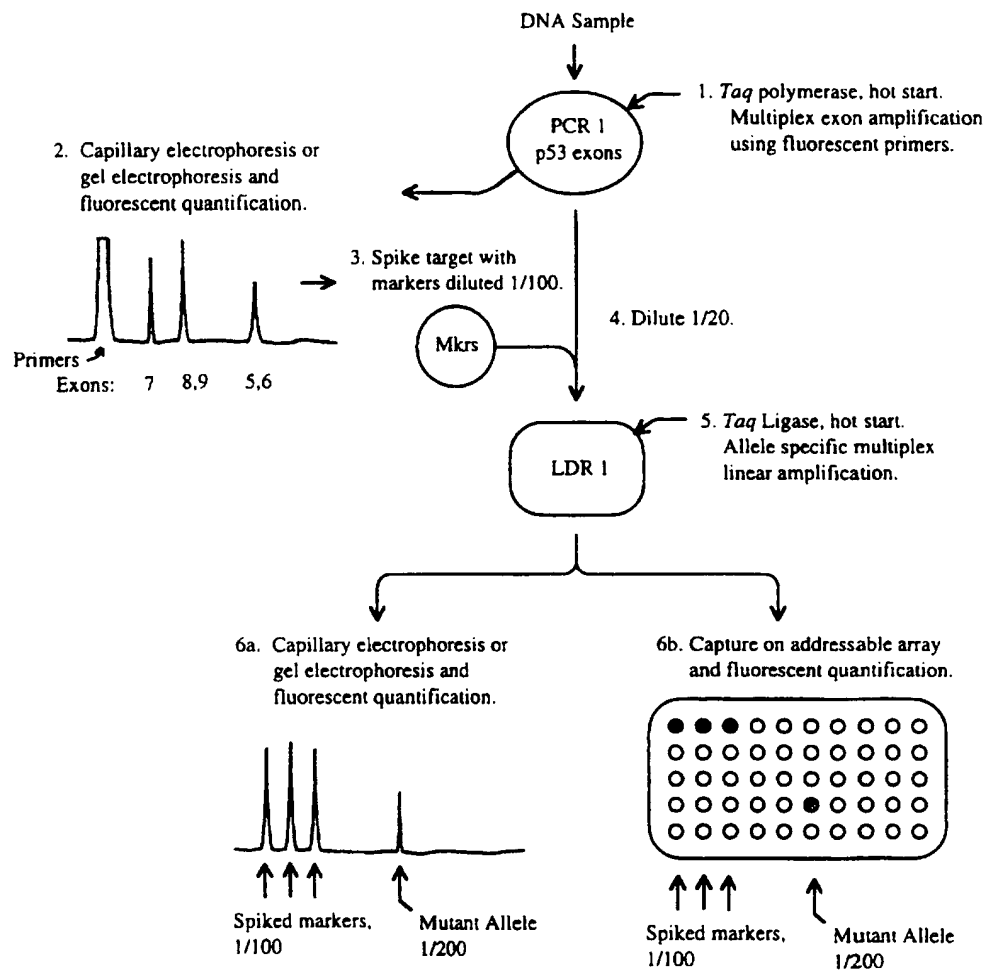 DNA Sample
PCR 1
p53 exons
1. Taq polymerase, hot start.
Multiplex exon amplification
using fluorescent primers.
2. Capillary electrophoresis or
gel electrophoresis and
fluorescent quantification.
3. Spike target with
markers diluted 1/100.
Mkrs
4. Dilute 1/20.
Primers
Exons: 7 8,9 5,6
5. Taq Ligase, hot start.
Allele specific multiplex
linear amplification.
LDR 1
6a. Capillary electrophoresis or
gel electrophoresis and
fluorescent quantification.
Spiked markers,
1/100
Mutant Allele
1/200
6b. Capture on addressable array
and fluorescent quantification.
Spiked markers,
1/100
Mutant Allele
1/200